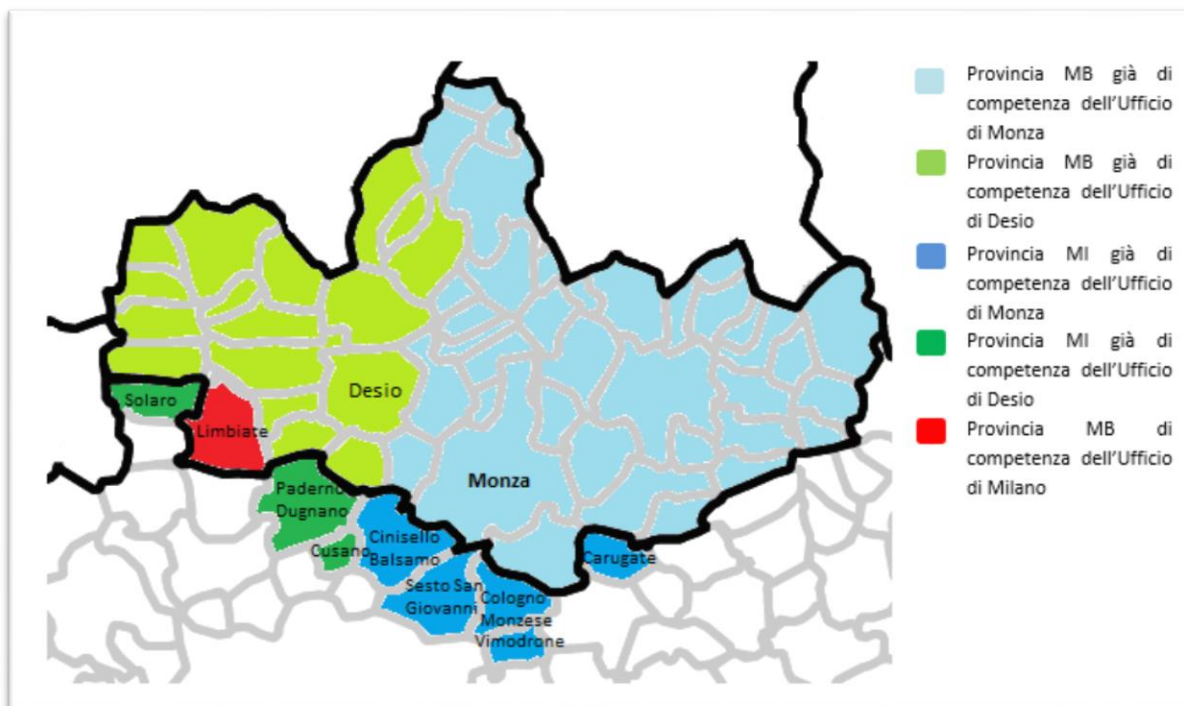 Provincia MB già di
competenza dell'Ufficio
di Monza
Provincia MB già di
competenza dell'Ufficio
di Desio
Provincia MI già di
competenza dell'Ufficio
di Monza
Provincia MI già di
competenza dell'Ufficio
di Desio
Provincia MB di
competenza dell'Ufficio
di Milano
Desio
Solaro
Limbiate
Monza
Paderno
Dugnano
Cusano
Cinisello
Balsamo
Carugate
Sesto San
Giovanni
Cologno
Monzese
Vimodrone